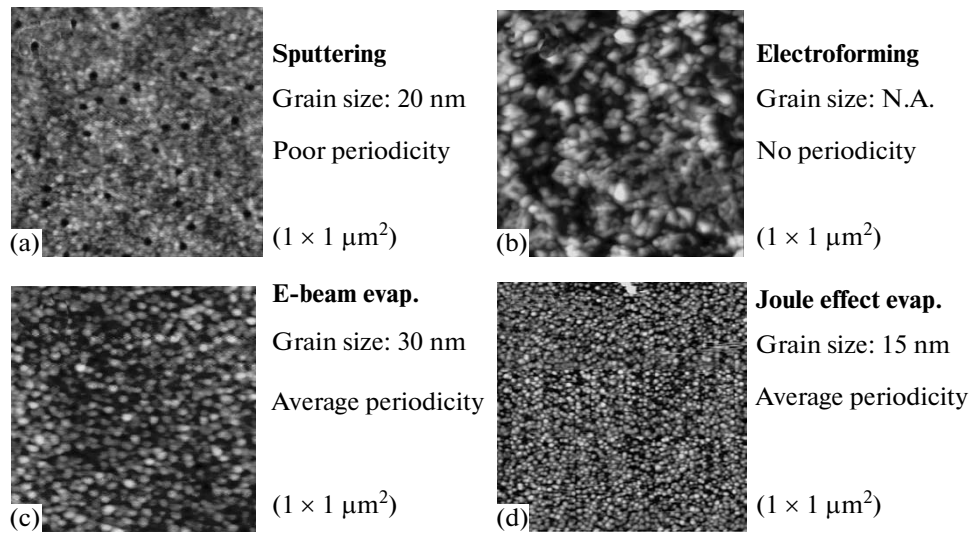 Sputtering
Grain size: 20 nm
Poor periodicity
(a)
(1 × 1 μm²)
Electroforming
Grain size: N.A.
No periodicity
(b)
(1 × 1 μm²)
E-beam evap.
Grain size: 30 nm
Average periodicity
(c)
(1 × 1 μm²)
Joule effect evap.
Grain size: 15 nm
Average periodicity
(d)
(1 × 1 μm²)